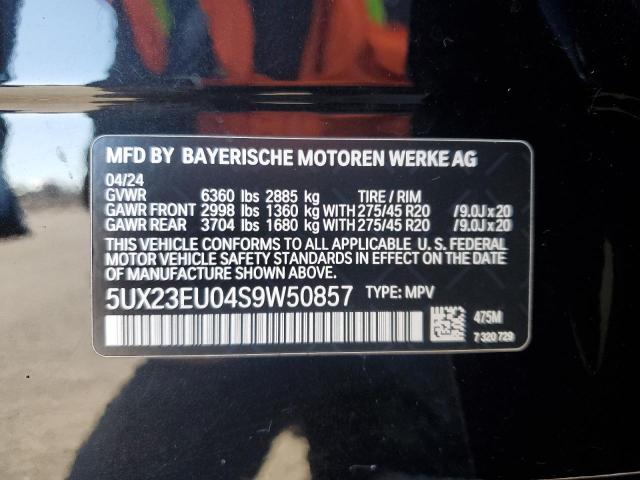 MFD BY BAYERISCHE MOTOREN WERKE AG
04/24
GVWR 6360 lbs 2885 kg TIRE / RIM
GAWR FRONT 2998 lbs 1360 kg WITH 275/45 R20 / 9.0J x 20
GAWR REAR 3704 lbs 1680 kg WITH 275/45 R20 / 9.0J x 20
THIS VEHICLE CONFORMS TO ALL APPLICABLE U. S. FEDERAL
MOTOR VEHICLE SAFETY STANDARDS IN EFFECT ON THE
DATE OF MANUFACTURE SHOWN ABOVE.
5UX23EU04S9W50857 TYPE: MPV
475M
7 320 729